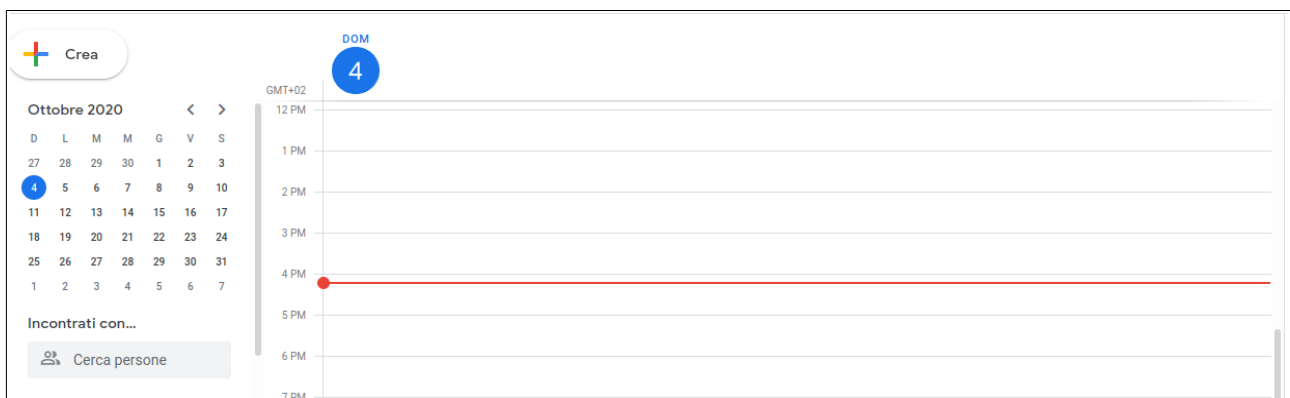 Crea
Ottobre 2020
D L M M G V S
27 28 29 30 1 2 3
4 5 6 7 8 9 10
11 12 13 14 15 16 17
18 19 20 21 22 23 24
25 26 27 28 29 30 31
1 2 3 4 5 6 7
Incontrati con...
Cerca persone
DOM
4
GMT+02
12 PM
1 PM
2 PM
3 PM
4 PM
5 PM
6 PM
7 PM